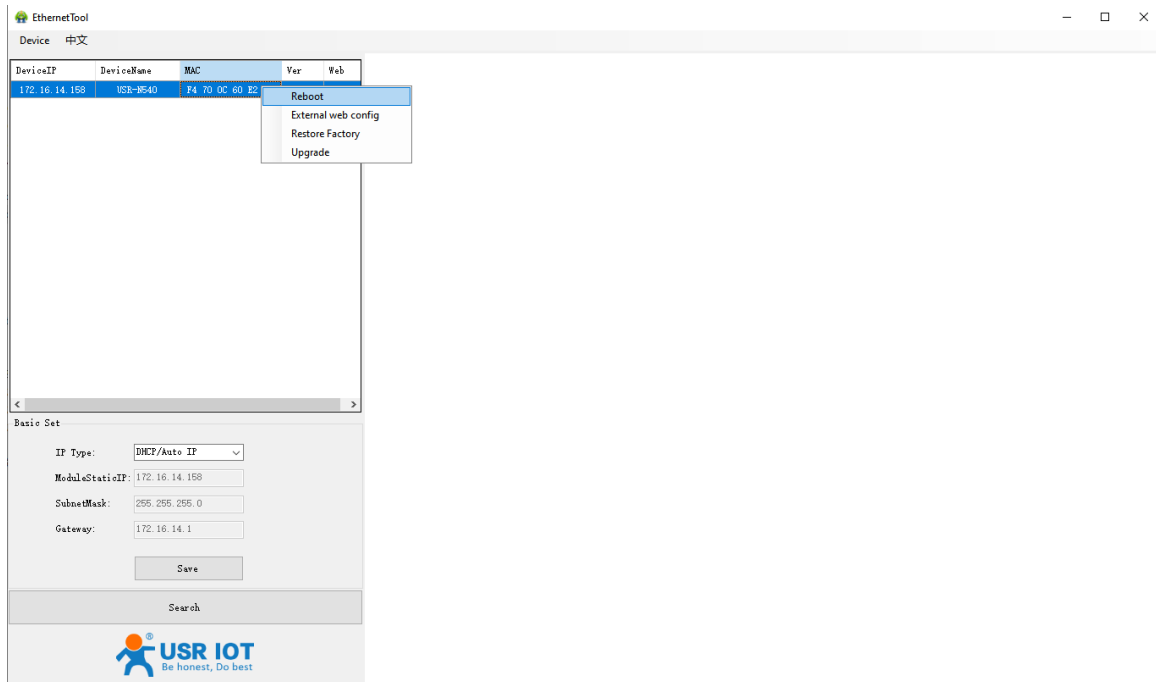 EthernetTool
Device 中文
DeviceIP DeviceName MAC Ver Web
172.16.14.158 USR-N540 F4 70 0C 60 E2
Reboot
External web config
Restore Factory
Upgrade
Basic Set
IP Type: DHCP/Auto IP
ModuleStaticIP: 172.16.14.158
SubnetMask: 255.255.255.0
Gateway: 172.16.14.1
Save
Search
® USR IOT
Be honest, Do best